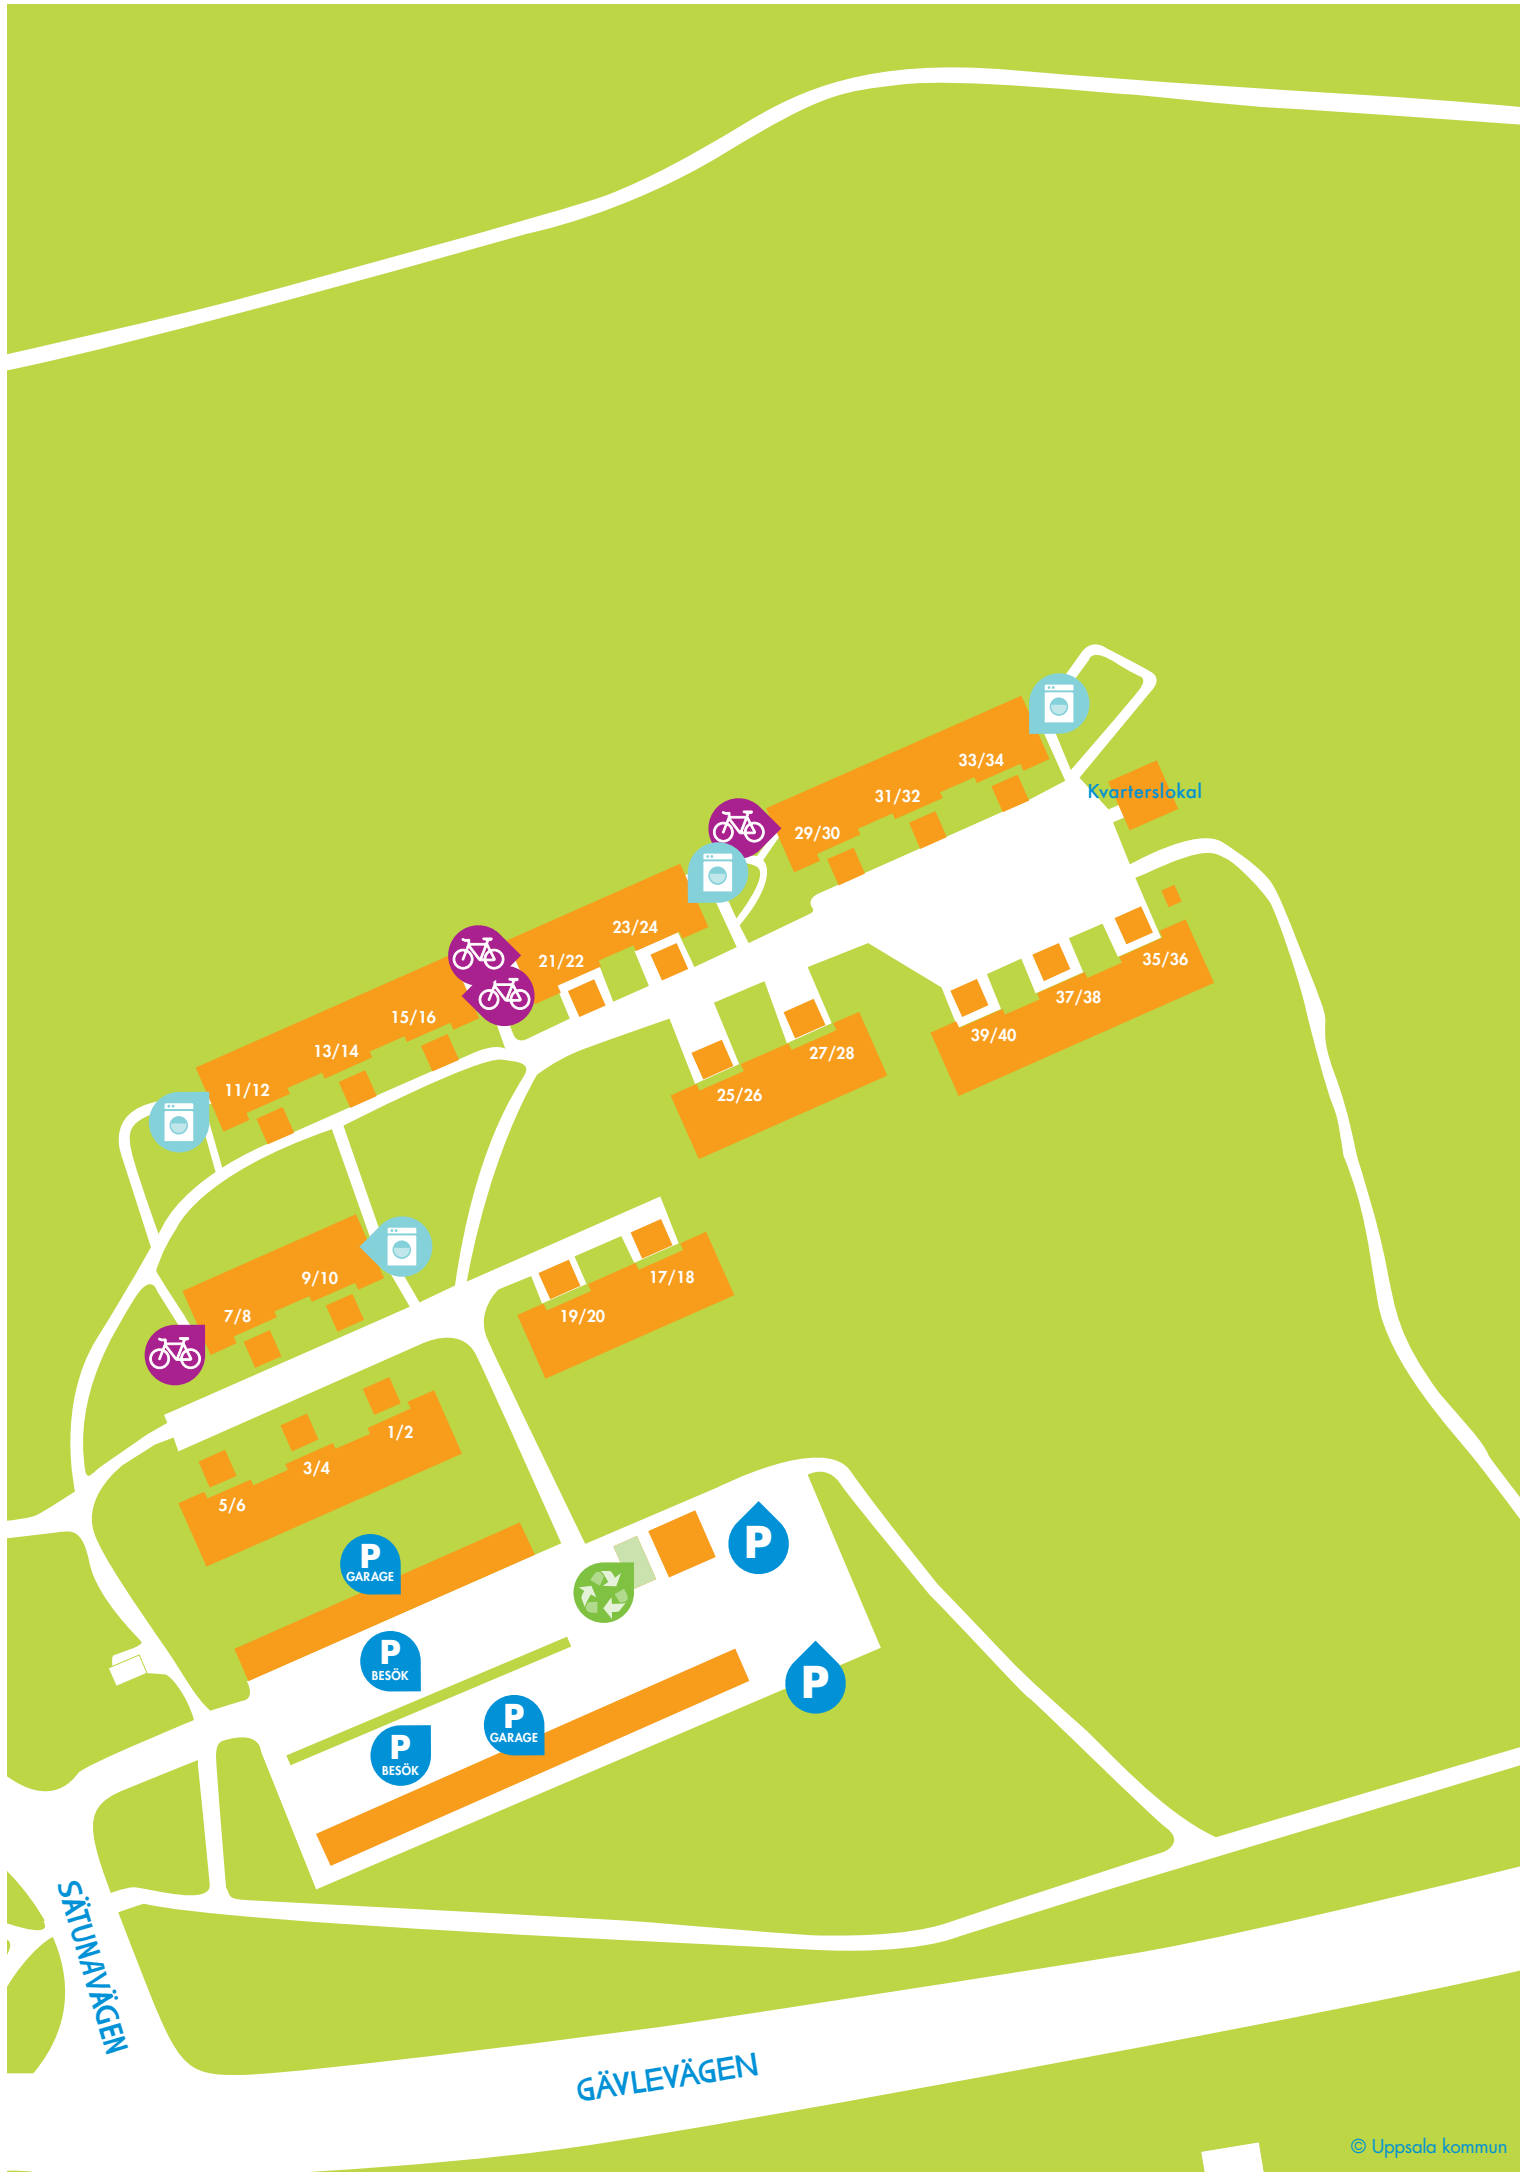 33/34
Kvarterslokal
31/32
29/30
23/24
21/22
35/36
37/38
15/16
39/40
13/14
27/28
11/12
25/26
9/10
17/18
7/8
19/20
1/2
3/4
5/6
P
P
GARAGE
P
BESÖK
P
P
GARAGE
P
BESÖK
SÄTUNAVÄGEN
GÄVLEVÄGEN
© Uppsala kommun